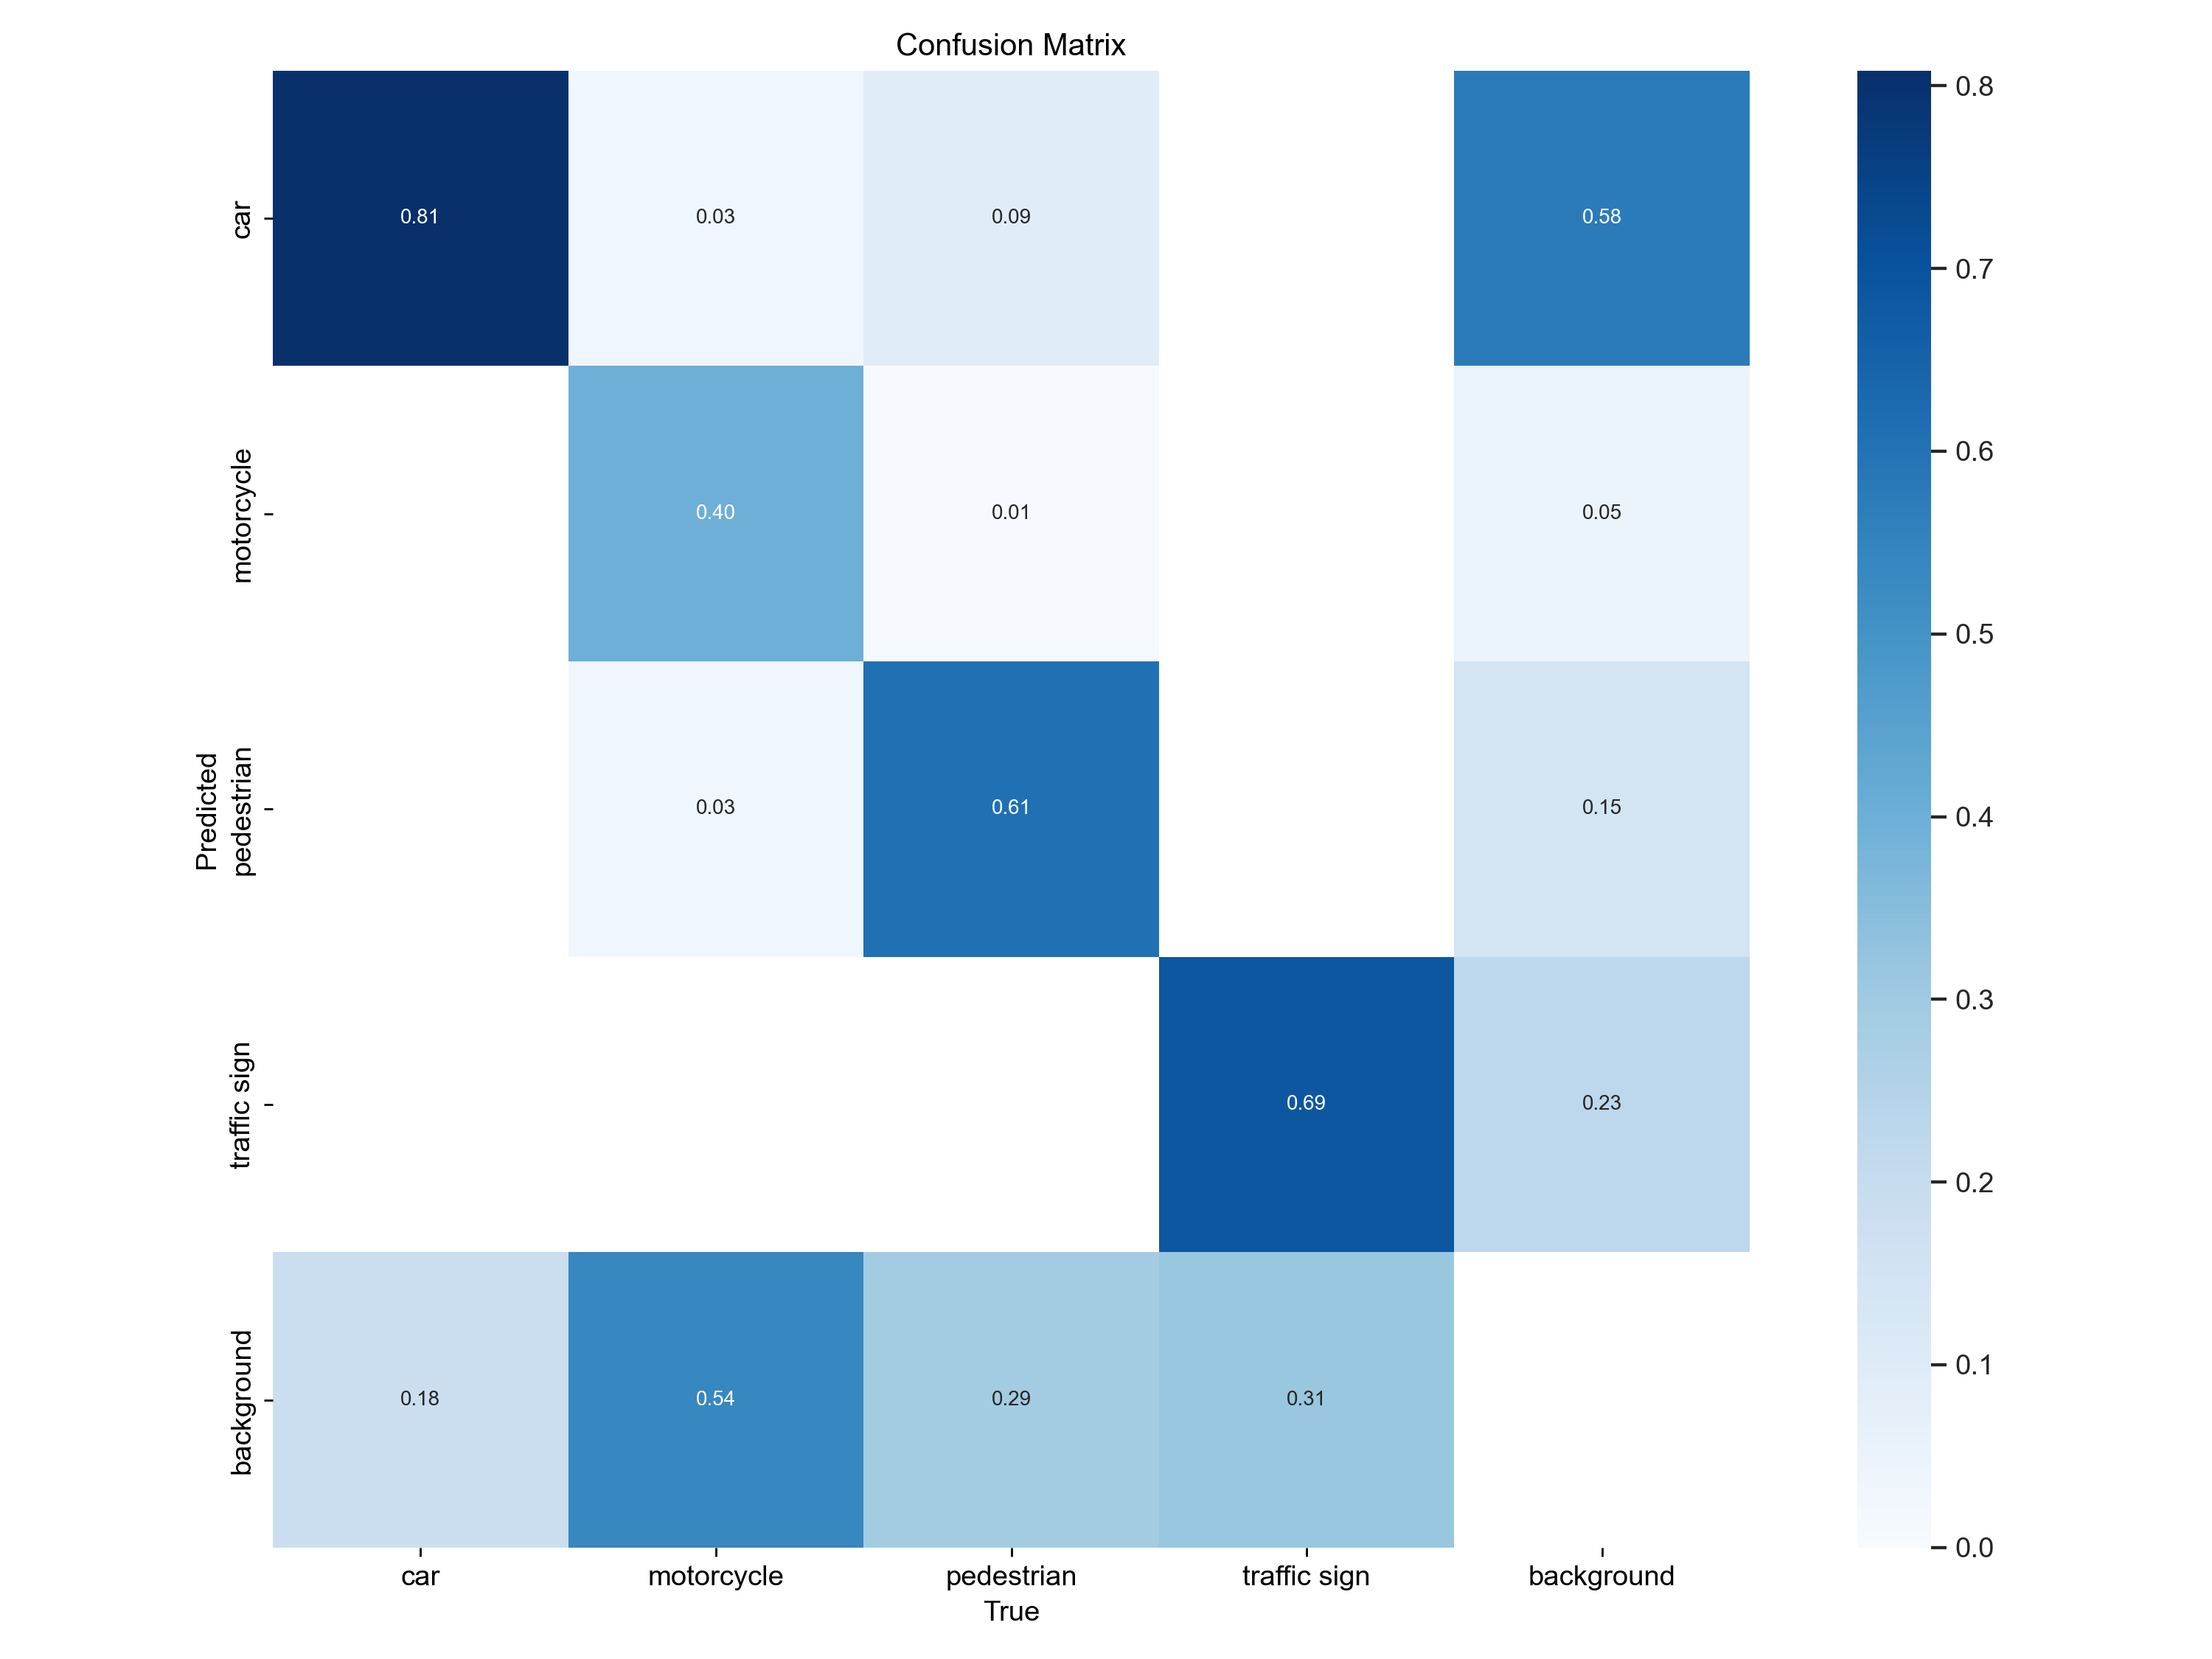 Confusion Matrix
car
0.81
0.03
0.09
0.58
motorcycle
0.40
0.01
0.05
Predicted
pedestrian
0.03
0.61
0.15
traffic sign
0.69
0.23
background
0.18
0.54
0.29
0.31
car
motorcycle
pedestrian
traffic sign
background
True
0.8
0.7
0.6
0.5
0.4
0.3
0.2
0.1
0.0